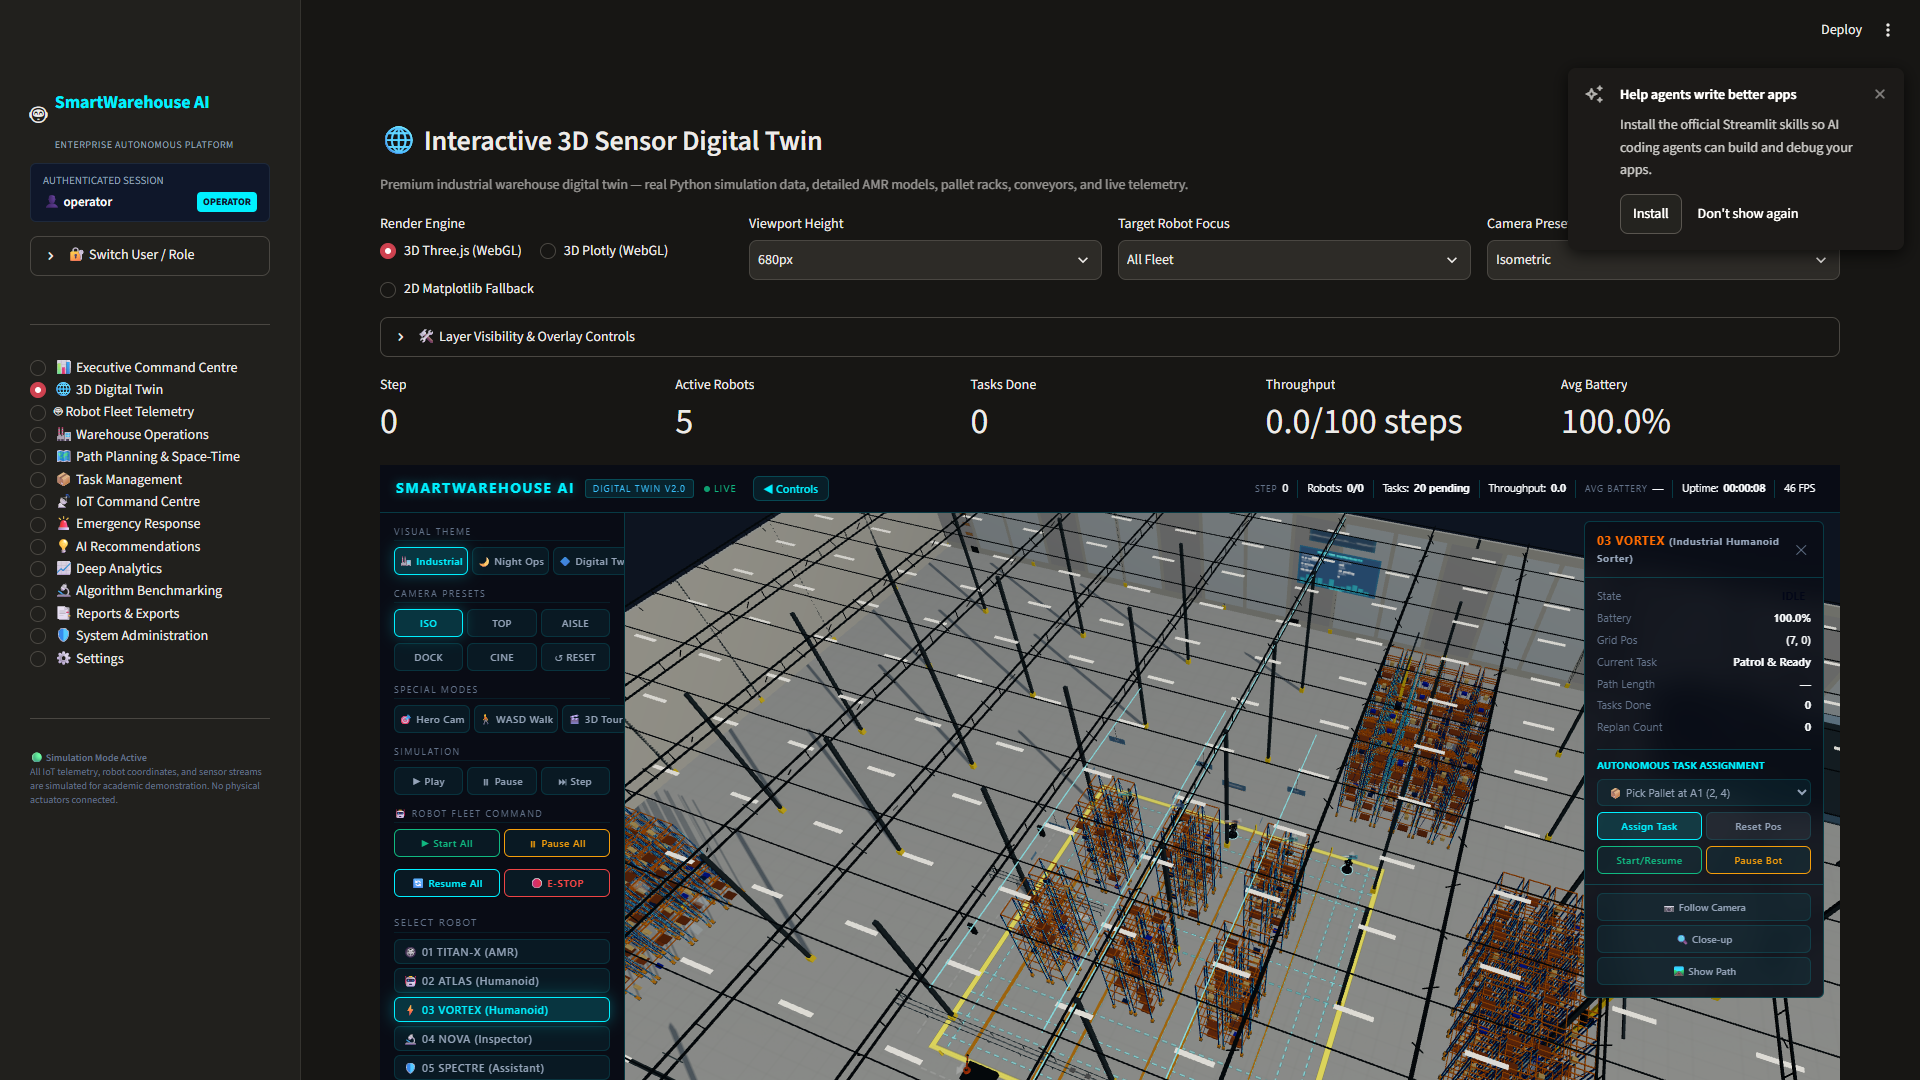 Deploy
SmartWarehouse AI
ENTERPRISE AUTONOMOUS PLATFORM
AUTHENTICATED SESSION
operator
OPERATOR
Switch User / Role
Executive Command Centre
3D Digital Twin
Robot Fleet Telemetry
Warehouse Operations
Path Planning & Space-Time
Task Management
IoT Command Centre
Emergency Response
AI Recommendations
Deep Analytics
Algorithm Benchmarking
Reports & Exports
System Administration
Settings
Simulation Mode Active
All IoT telemetry, robot coordinates, and sensor streams
are simulated for academic demonstration. No physical
actuators connected.
Help agents write better apps
Install the official Streamlit skills so AI
coding agents can build and debug your
apps.
Install
Don't show again
Interactive 3D Sensor Digital Twin
Premium industrial warehouse digital twin — real Python simulation data, detailed AMR models, pallet racks, conveyors, and live telemetry.
Render Engine
3D Three.js (WebGL)
3D Plotly (WebGL)
2D Matplotlib Fallback
Viewport Height
680px
Target Robot Focus
All Fleet
Camera Prese
Isometric
Layer Visibility & Overlay Controls
Step
0
Active Robots
5
Tasks Done
0
Throughput
0.0/100 steps
Avg Battery
100.0%
SMARTWAREHOUSE AI
DIGITAL TWIN V2.0
LIVE
◀ Controls
STEP 0
Robots: 0/0
Tasks: 20 pending
Throughput: 0.0
AVG BATTERY —
Uptime: 00:00:08
46 FPS
VISUAL THEME
Industrial
Night Ops
Digital Tw
CAMERA PRESETS
ISO
TOP
AISLE
DOCK
CINE
↺ RESET
SPECIAL MODES
Hero Cam
WASD Walk
3D Tour
SIMULATION
Play
Pause
Step
ROBOT FLEET COMMAND
Start All
Pause All
Resume All
E-STOP
SELECT ROBOT
01 TITAN-X (AMR)
02 ATLAS (Humanoid)
03 VORTEX (Humanoid)
04 NOVA (Inspector)
05 SPECTRE (Assistant)
03 VORTEX (Industrial Humanoid
Sorter)
State IDLE
Battery 100.0%
Grid Pos (7, 0)
Current Task Patrol & Ready
Path Length —
Tasks Done 0
Replan Count 0
AUTONOMOUS TASK ASSIGNMENT
Pick Pallet at A1 (2, 4)
Assign Task
Reset Pos
Start/Resume
Pause Bot
Follow Camera
Close-up
Show Path